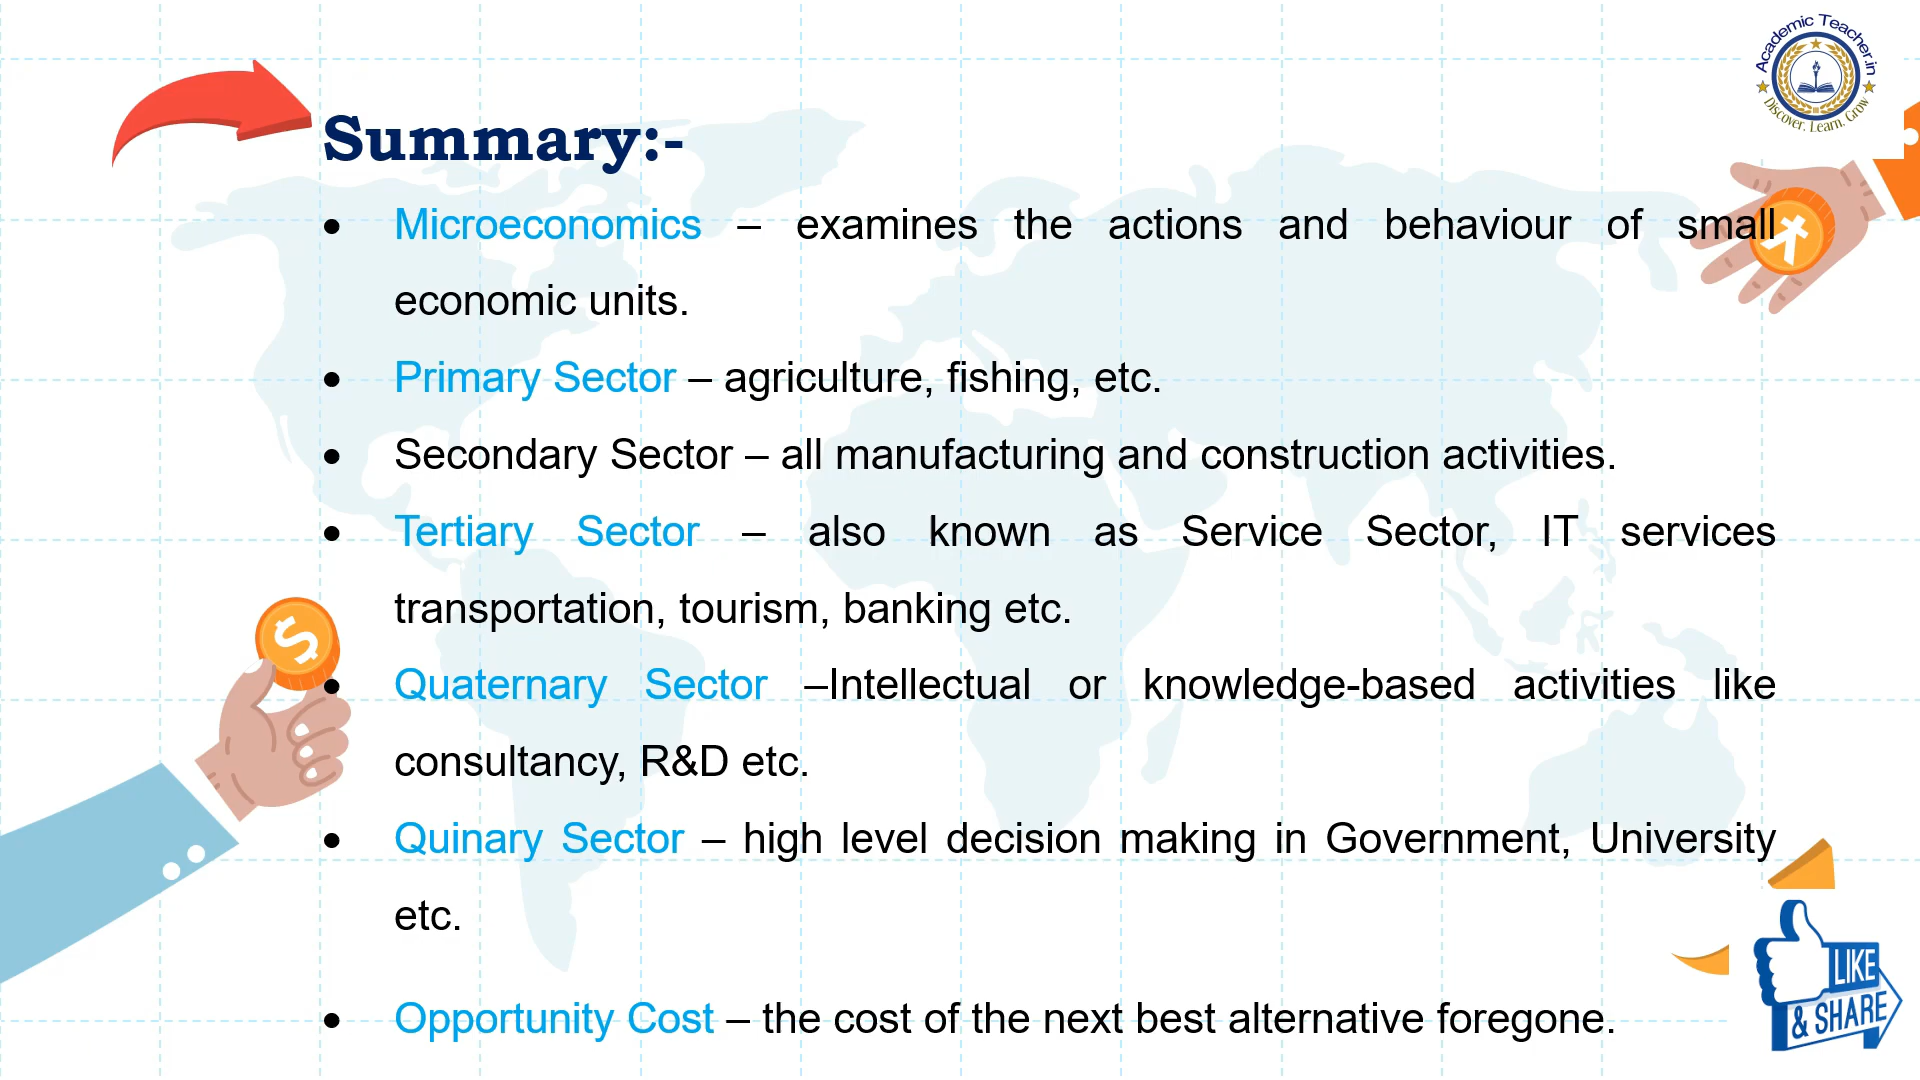 Academic Teacher.in
Discover. Learn. Grow
Summary:-
• Microeconomics – examines the actions and behaviour of small
economic units.
• Primary Sector – agriculture, fishing, etc.
• Secondary Sector – all manufacturing and construction activities.
• Tertiary Sector – also known as Service Sector, IT services
transportation, tourism, banking etc.
• Quaternary Sector –Intellectual or knowledge-based activities like
consultancy, R&D etc.
• Quinary Sector – high level decision making in Government, University
etc.
• Opportunity Cost – the cost of the next best alternative foregone.
$
LIKE
& SHARE